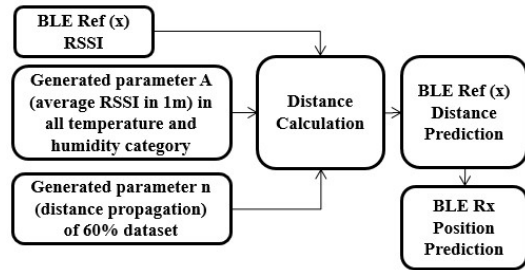 BLE Ref (x)
RSSI
Generated parameter A
(average RSSI in 1m) in
all temperature and
humidity category
Generated parameter n
(distance propagation)
of 60% dataset
Distance
Calculation
BLE Ref (x)
Distance
Prediction
BLE Rx
Position
Prediction